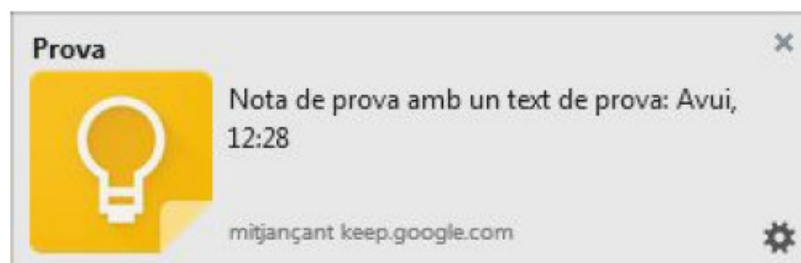 Prova
Nota de prova amb un text de prova: Avui,
12:28
mitjançant keep.google.com